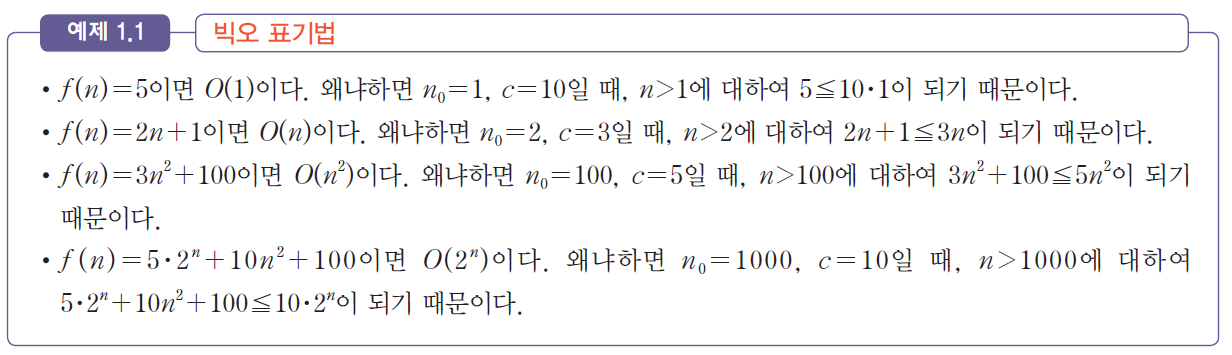 예제 1.1 빅오 표기법
• f(n)=5이면 O(1)이다. 왜냐하면 n₀=1, c=10일 때, n>1에 대하여 5≦10·1이 되기 때문이다.
• f(n)=2n+1이면 O(n)이다. 왜냐하면 n₀=2, c=3일 때, n>2에 대하여 2n+1≦3n이 되기 때문이다.
• f(n)=3n²+100이면 O(n²)이다. 왜냐하면 n₀=100, c=5일 때, n>100에 대하여 3n²+100≦5n²이 되기
때문이다.
• f(n)=5·2ⁿ+10n²+100이면 O(2ⁿ)이다. 왜냐하면 n₀=1000, c=10일 때, n>1000에 대하여
5·2ⁿ+10n²+100≦10·2ⁿ이 되기 때문이다.